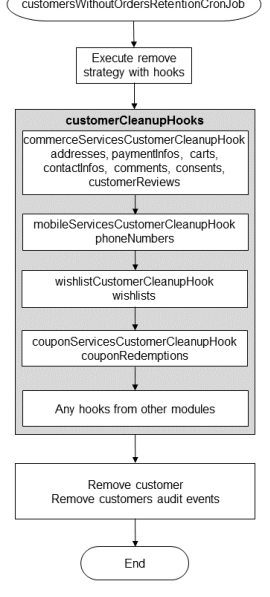 customersWithoutOrdersRetentionCronJob
Execute remove
strategy with hooks
customerCleanupHooks
commerceServicesCustomerCleanupHook
addresses, paymentInfos, carts,
contactInfos, comments, consents,
customerReviews
mobileServicesCustomerCleanupHook
phoneNumbers
wishlistCustomerCleanupHook
wishlists
couponServicesCustomerCleanupHook
couponRedemptions
Any hooks from other modules
Remove customer
Remove customers audit events
End